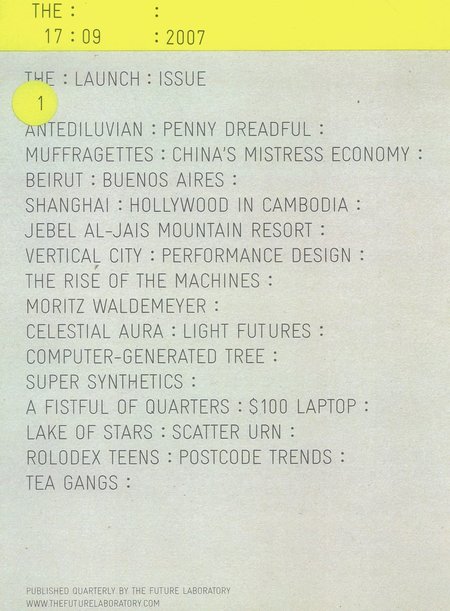 THE : :
17 : 09 : 2007
THE : LAUNCH : ISSUE
1
ANTEDILUVIAN : PENNY DREADFUL :
MUFFRAGETTES : CHINA'S MISTRESS ECONOMY :
BEIRUT : BUENOS AIRES :
SHANGHAI : HOLLYWOOD IN CAMBODIA :
JEBEL AL-JAIS MOUNTAIN RESORT :
VERTICAL CITY : PERFORMANCE DESIGN :
THE RISÉ OF THE MACHINES :
MORITZ WALDEMEYER :
CELESTIAL AURA : LIGHT FUTURES :
COMPUTER-GENERATED TREE :
SUPER SYNTHETICS :
A FISTFUL OF QUARTERS : $100 LAPTOP :
LAKE OF STARS : SCATTER URN :
ROLODEX TEENS : POSTCODE TRENDS :
TEA GANGS :
PUBLISHED QUARTERLY BY THE FUTURE LABORATORY
WWW.THEFUTURELABORATORY.COM